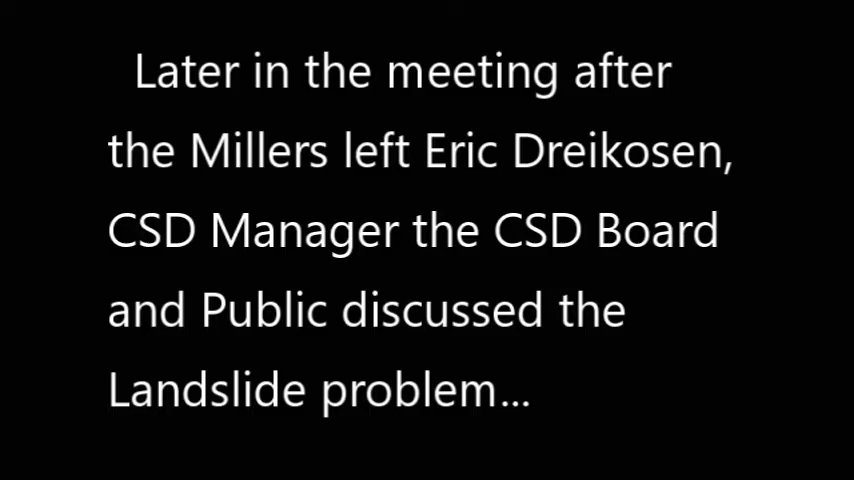 Later in the meeting after
the Millers left Eric Dreikosen,
CSD Manager the CSD Board
and Public discussed the
Landslide problem...